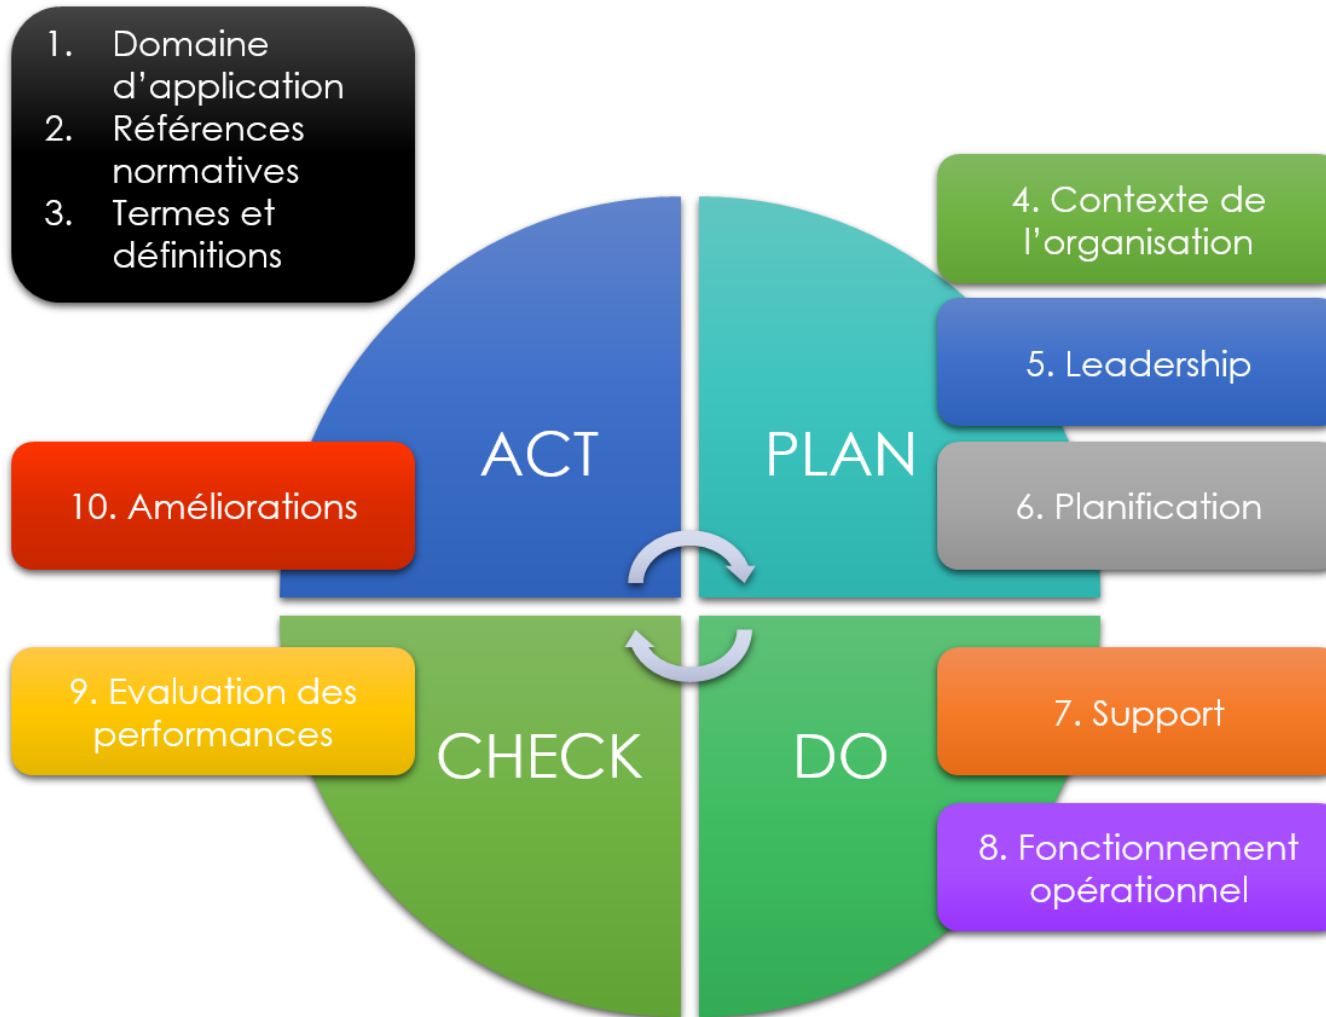 1. Domaine
d’application
2. Références
normatives
3. Termes et
définitions
4. Contexte de
l’organisation
5. Leadership
ACT
PLAN
10. Améliorations
6. Planification
9. Evaluation des
performances
7. Support
CHECK
DO
8. Fonctionnement
opérationnel